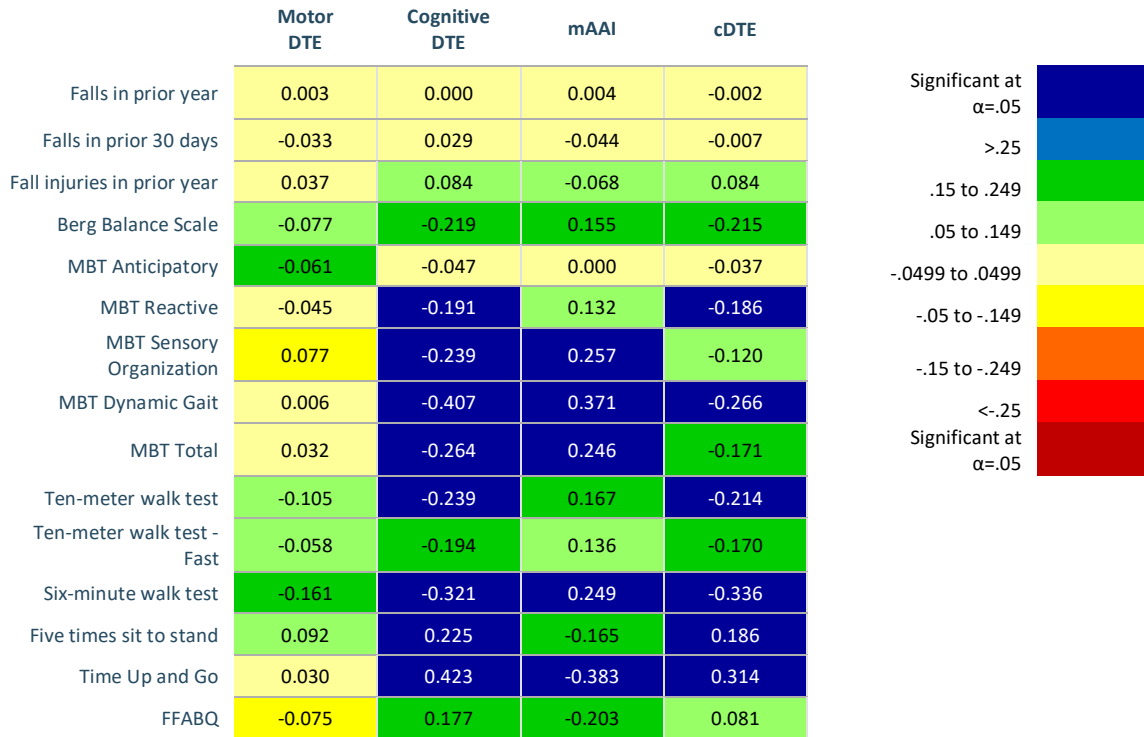 Motor DTE Cognitive DTE mAAI cDTE
Falls in prior year 0.003 0.000 0.004 -0.002
Falls in prior 30 days -0.033 0.029 -0.044 -0.007
Fall injuries in prior year 0.037 0.084 -0.068 0.084
Berg Balance Scale -0.077 -0.219 0.155 -0.215
MBT Anticipatory -0.061 -0.047 0.000 -0.037
MBT Reactive -0.045 -0.191 0.132 -0.186
MBT Sensory Organization 0.077 -0.239 0.257 -0.120
MBT Dynamic Gait 0.006 -0.407 0.371 -0.266
MBT Total 0.032 -0.264 0.246 -0.171
Ten-meter walk test -0.105 -0.239 0.167 -0.214
Ten-meter walk test - Fast -0.058 -0.194 0.136 -0.170
Six-minute walk test -0.161 -0.321 0.249 -0.336
Five times sit to stand 0.092 0.225 -0.165 0.186
Time Up and Go 0.030 0.423 -0.383 0.314
FFABQ -0.075 0.177 -0.203 0.081
Significant at
α=.05
>.25
.15 to .249
.05 to .149
-.0499 to .0499
-.05 to -.149
-.15 to -.249
<-.25
Significant at
α=.05